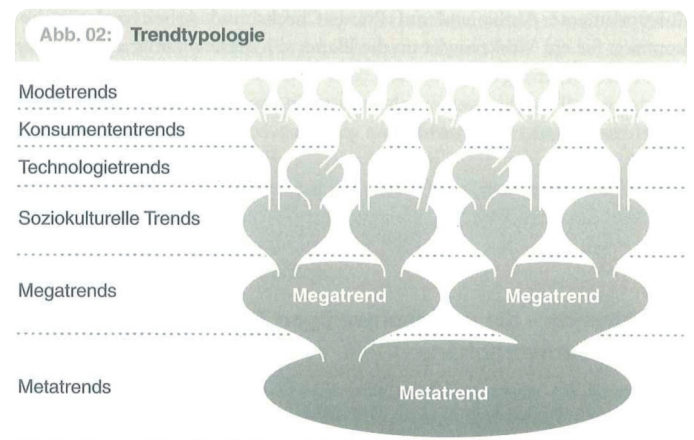 Abb. 02: Trendtypologie
Modetrends
Konsumententrends
Technologietrends
Soziokulturelle Trends
Megatrends
Megatrend Megatrend
Metatrends
Metatrend